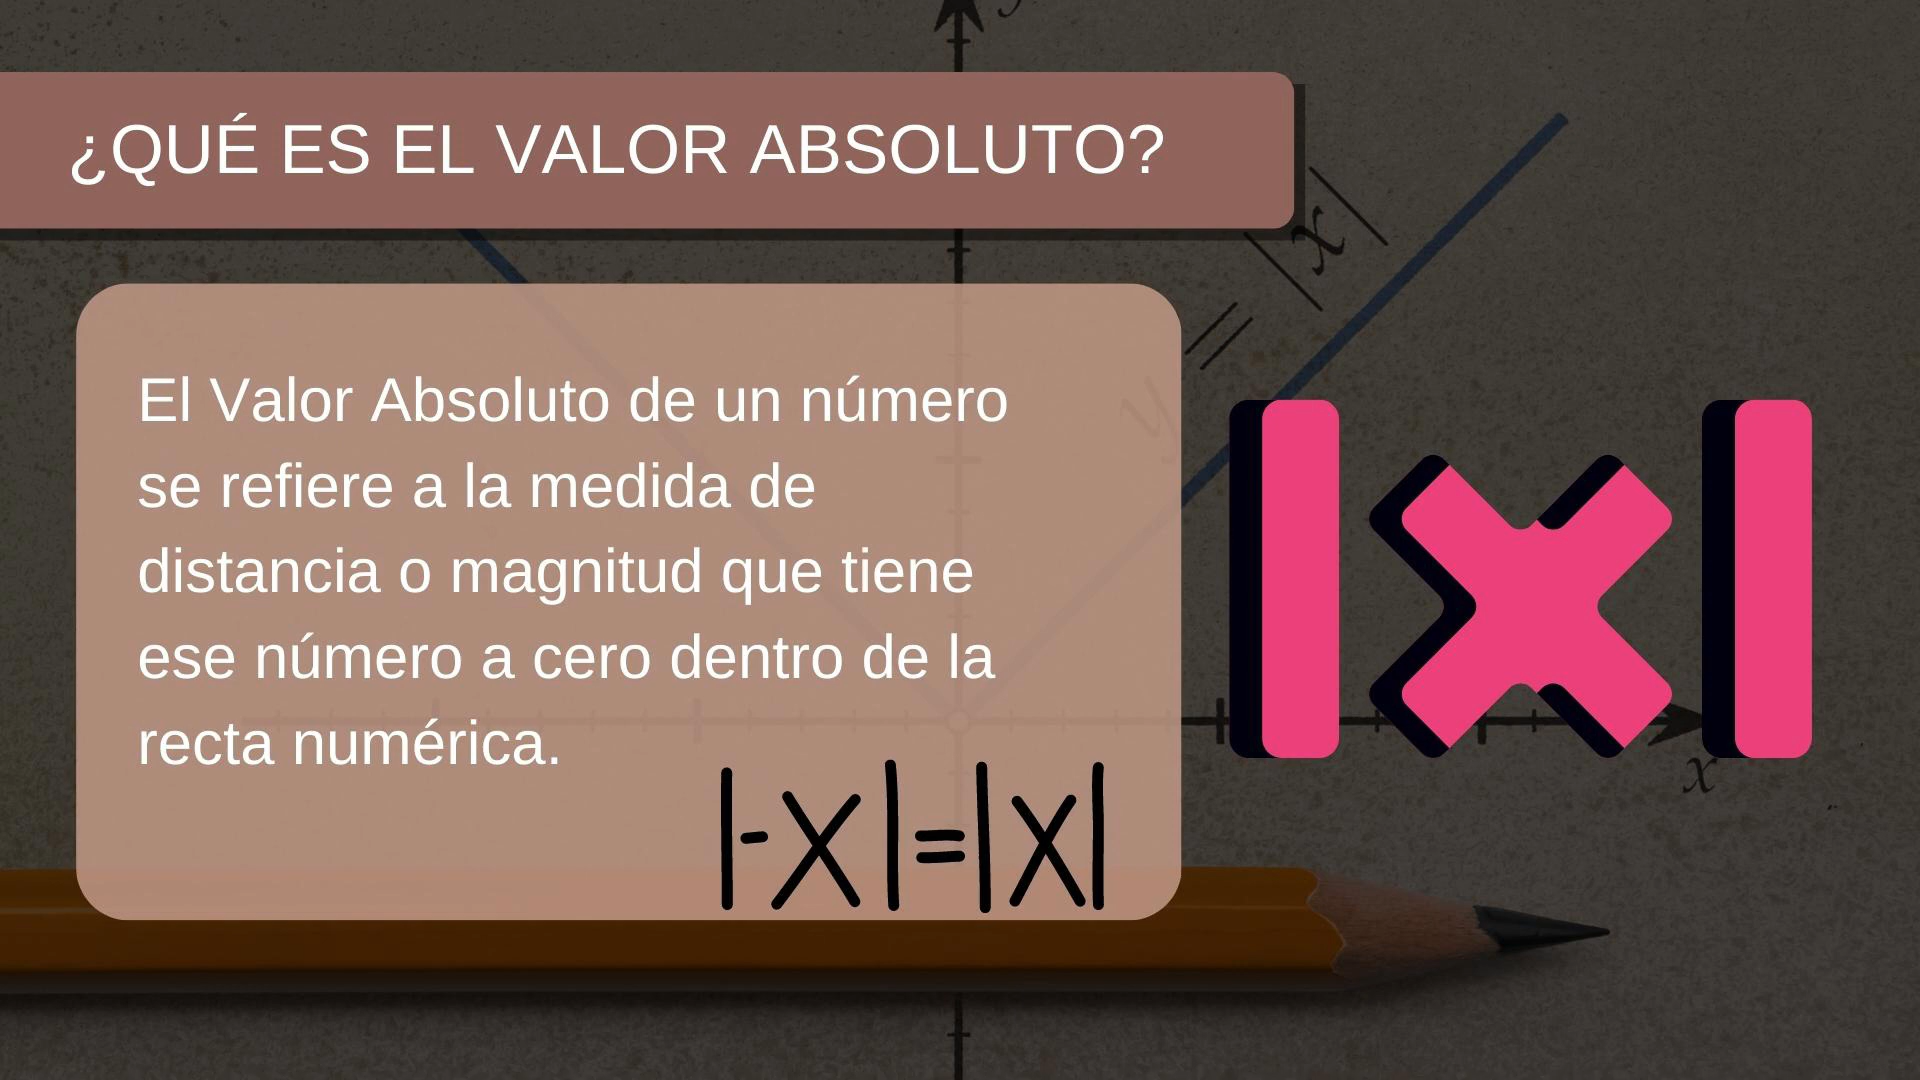 ¿QUÉ ES EL VALOR ABSOLUTO?
El Valor Absoluto de un número
se refiere a la medida de
distancia o magnitud que tiene
ese número a cero dentro de la
recta numérica.
|-X|=|X|
|x|
y = |x|
x
y